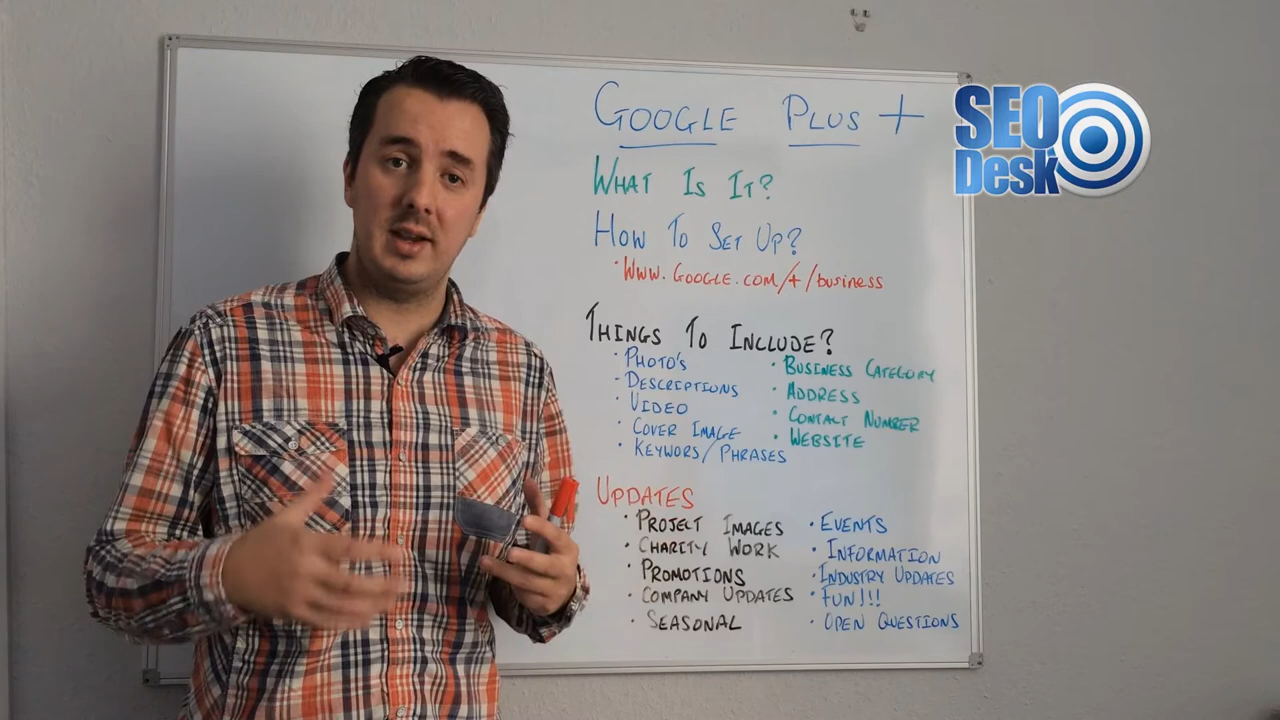 GOOGLE PLUS +
SEO
Desk
WHAT IS IT?
HOW TO SET UP?
• WWW.GOOGLE.COM/+/business
THINGS TO INCLUDE?
• PHOTO'S
• DESCRIPTIONS
• VIDEO
• COVER IMAGE
• KEYWORS/PHRASES
• BUSINESS CATEGORY
• ADDRESS
• CONTACT NUMBER
• WEBSITE
UPDATES
• PROJECT IMAGES
• CHARITY WORK
• PROMOTIONS
• COMPANY UPDATES
• SEASONAL
• EVENTS
• INFORMATION
• INDUSTRY UPDATES
• FUN!!!
• OPEN QUESTIONS